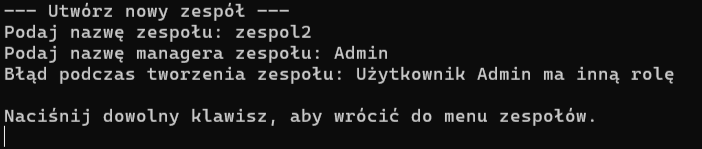 --- Utwórz nowy zespół ---
Podaj nazwę zespołu: zespol2
Podaj nazwę managera zespołu: Admin
Błąd podczas tworzenia zespołu: Użytkownik Admin ma inną rolę
Naciśnij dowolny klawisz, aby wrócić do menu zespołów.